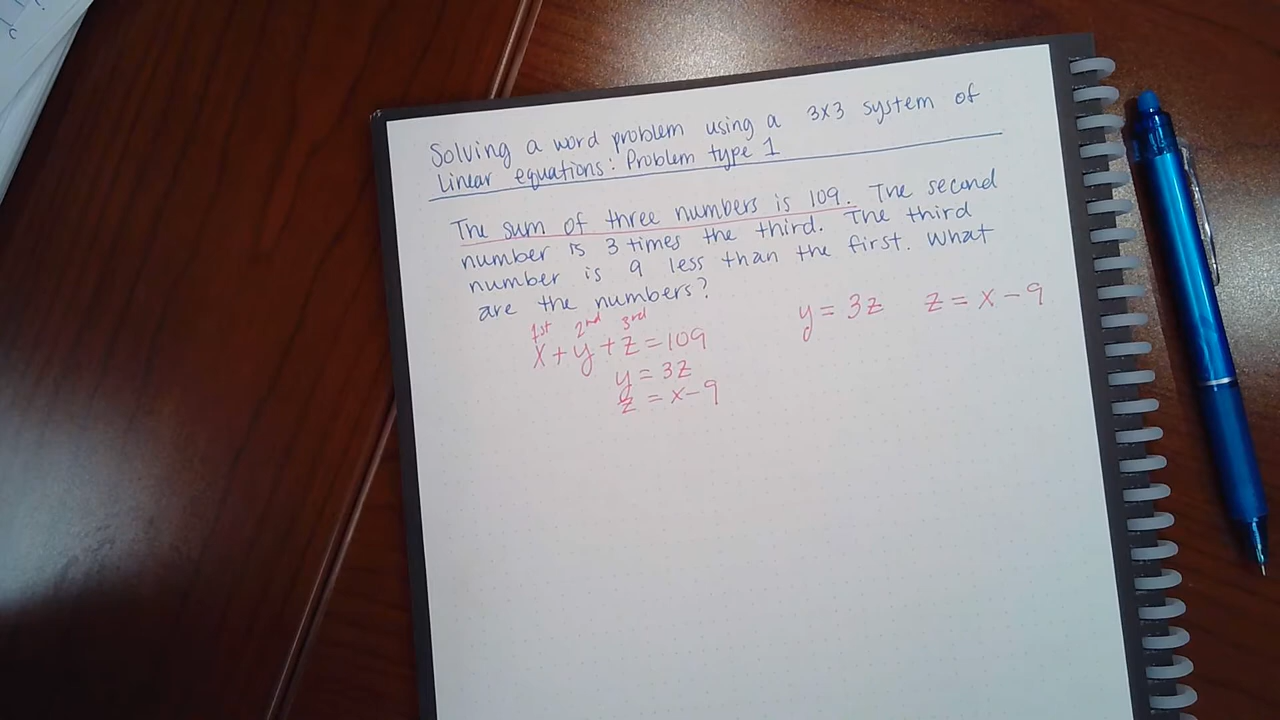 C
Solving a word problem using a 3x3 system of
linear equations: Problem type 1
The sum of three numbers is 109. The second
number is 3 times the third. The third
number is 9 less than the first. What
are the numbers?
y = 3z z = x - 9
1st 2nd 3rd
x + y + z = 109
y = 3z
z = x - 9